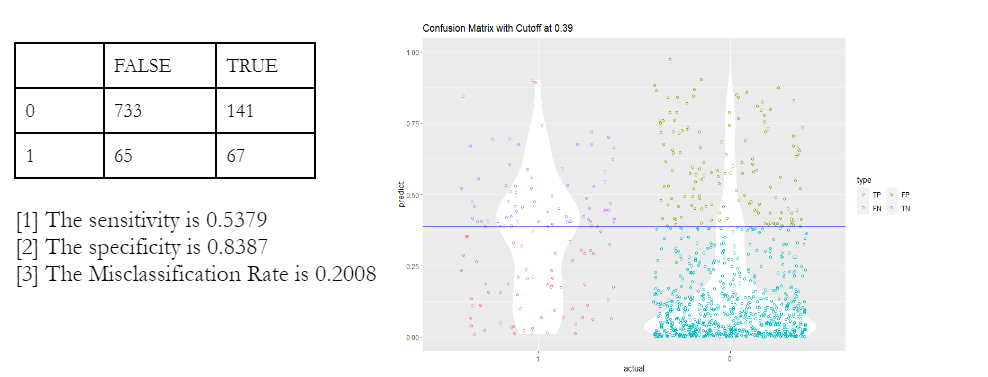 FALSE TRUE
0 733 141
1 65 67
[1] The sensitivity is 0.5379
[2] The specificity is 0.8387
[3] The Misclassification Rate is 0.2008
Confusion Matrix with Cutoff at 0.39
1.00
0.75
0.50
0.25
0.00
predict
1 0
actual
type
TP FP
FN TN